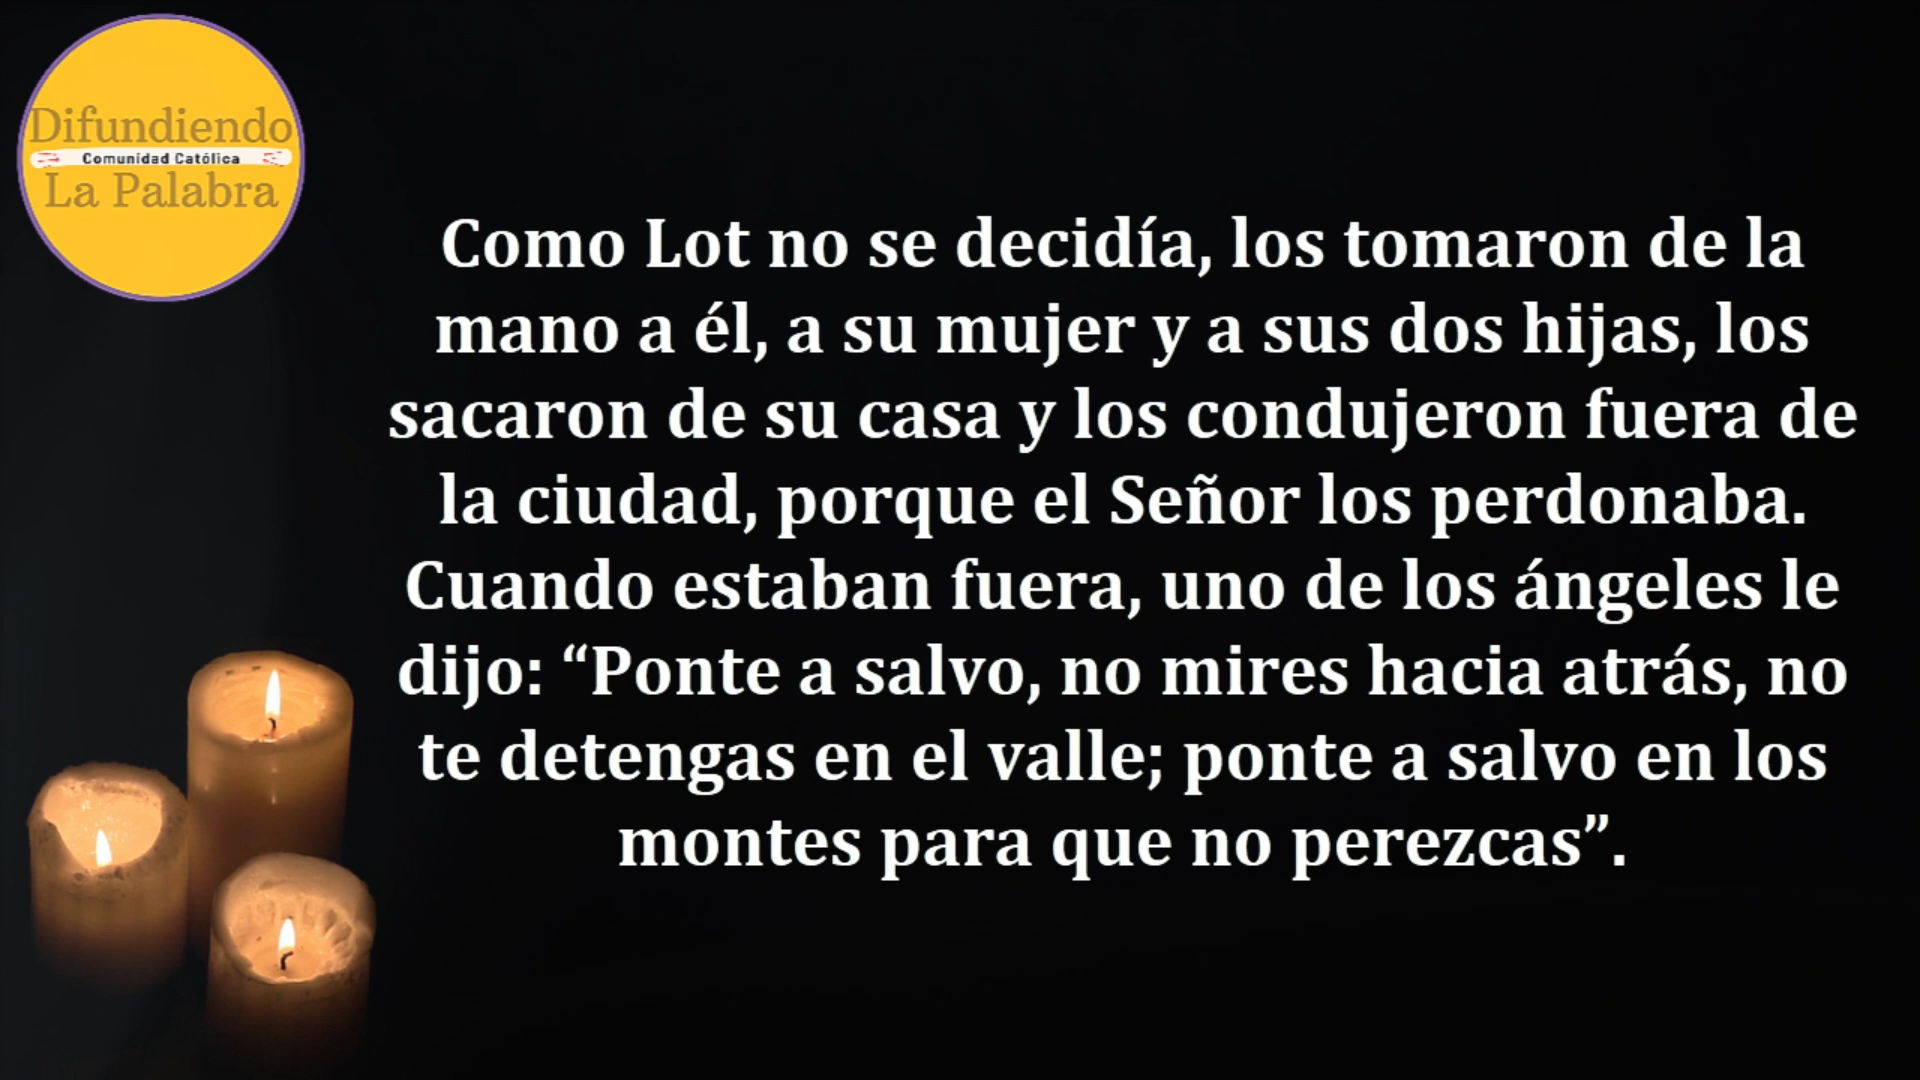 Difundiendo
Comunidad Católica
La Palabra
Como Lot no se decidía, los tomaron de la
mano a él, a su mujer y a sus dos hijas, los
sacaron de su casa y los condujeron fuera de
la ciudad, porque el Señor los perdonaba.
Cuando estaban fuera, uno de los ángeles le
dijo: “Ponte a salvo, no mires hacia atrás, no
te detengas en el valle; ponte a salvo en los
montes para que no perezcas”.